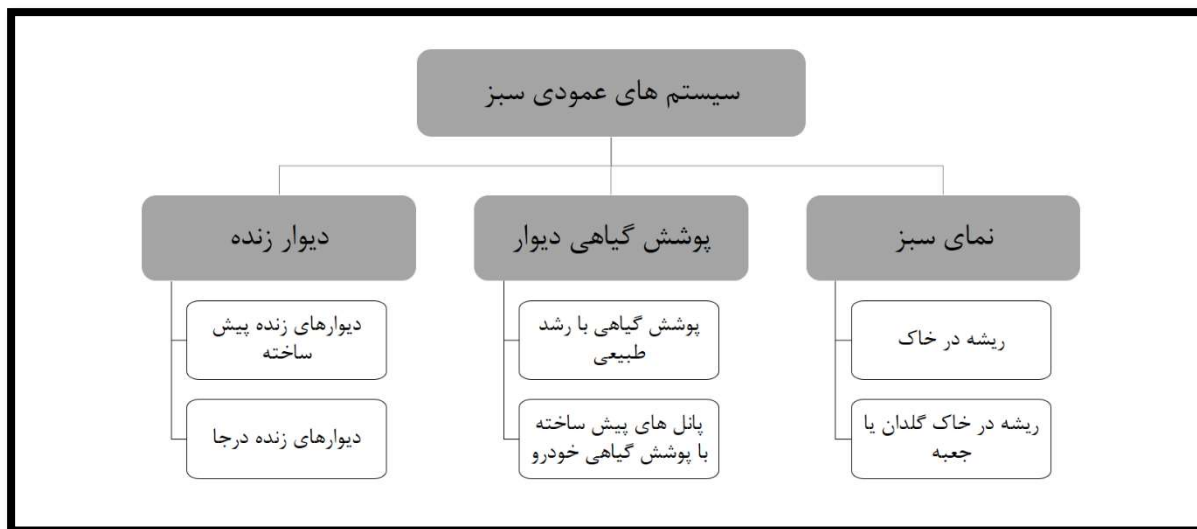 سیستم های عمودی سبز
نمای سبز
ریشه در خاک
ریشه در خاک گلدان یا
جعبه
پوشش گیاهی دیوار
پوشش گیاهی با رشد
طبیعی
پانل های پیش ساخته
با پوشش گیاهی خودرو
دیوار زنده
دیوارهای زنده پیش
ساخته
دیوارهای زنده درجا